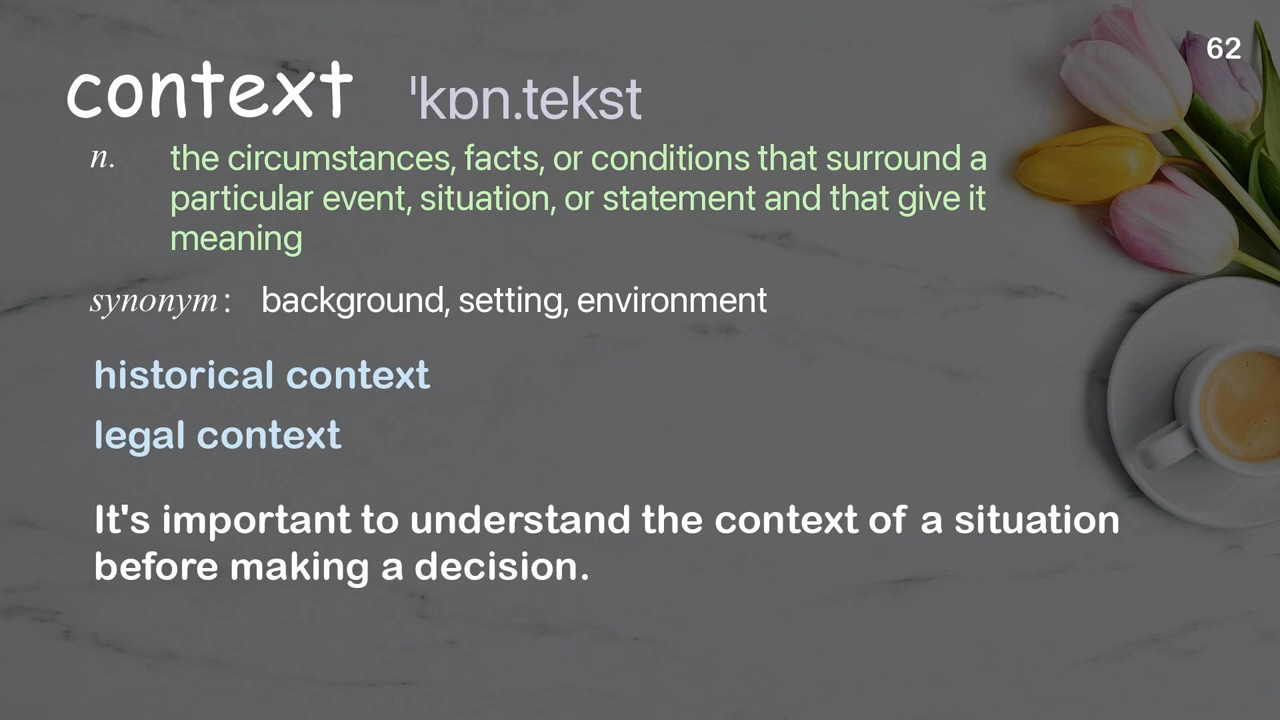 62
context ˈkɒn.tekst
n. the circumstances, facts, or conditions that surround a
particular event, situation, or statement and that give it
meaning
synonym: background, setting, environment
historical context
legal context
It's important to understand the context of a situation
before making a decision.